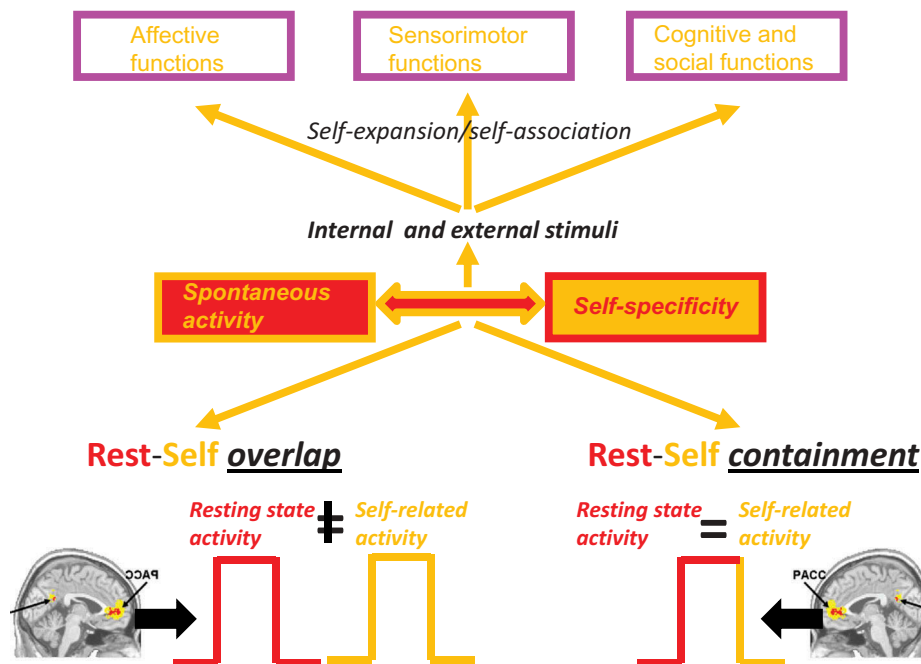 Affective
functions
Sensorimotor
functions
Cognitive and
social functions
Self-expansion/self-association
Internal and external stimuli
Spontaneous
activity
Self-specificity
Rest-Self overlap
Rest-Self containment
Resting state
activity
≠
Self-related
activity
Resting state
activity
=
Self-related
activity
PACC
PACC